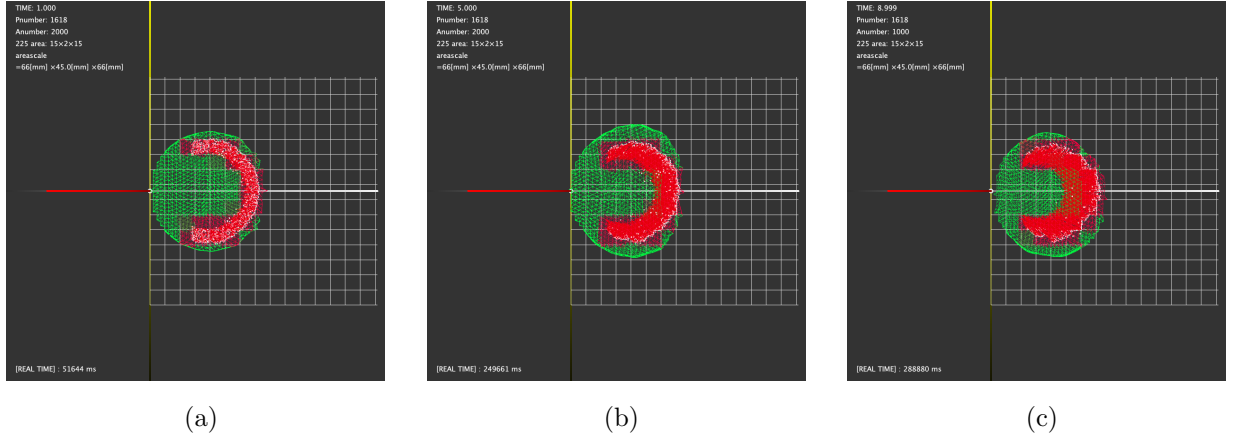 TIME: 1.000
Pnumber: 1618
Anumber: 2000
225 area: 15×2×15
areascale
=66[mm] ×45.0[mm] ×66[mm]
[REAL TIME] : 51644 ms
(a)
TIME: 5.000
Pnumber: 1618
Anumber: 2000
225 area: 15×2×15
areascale
=66[mm] ×45.0[mm] ×66[mm]
[REAL TIME] : 249661 ms
(b)
TIME: 8.999
Pnumber: 1618
Anumber: 1000
225 area: 15×2×15
areascale
=66[mm] ×45.0[mm] ×66[mm]
[REAL TIME] : 288880 ms
(c)